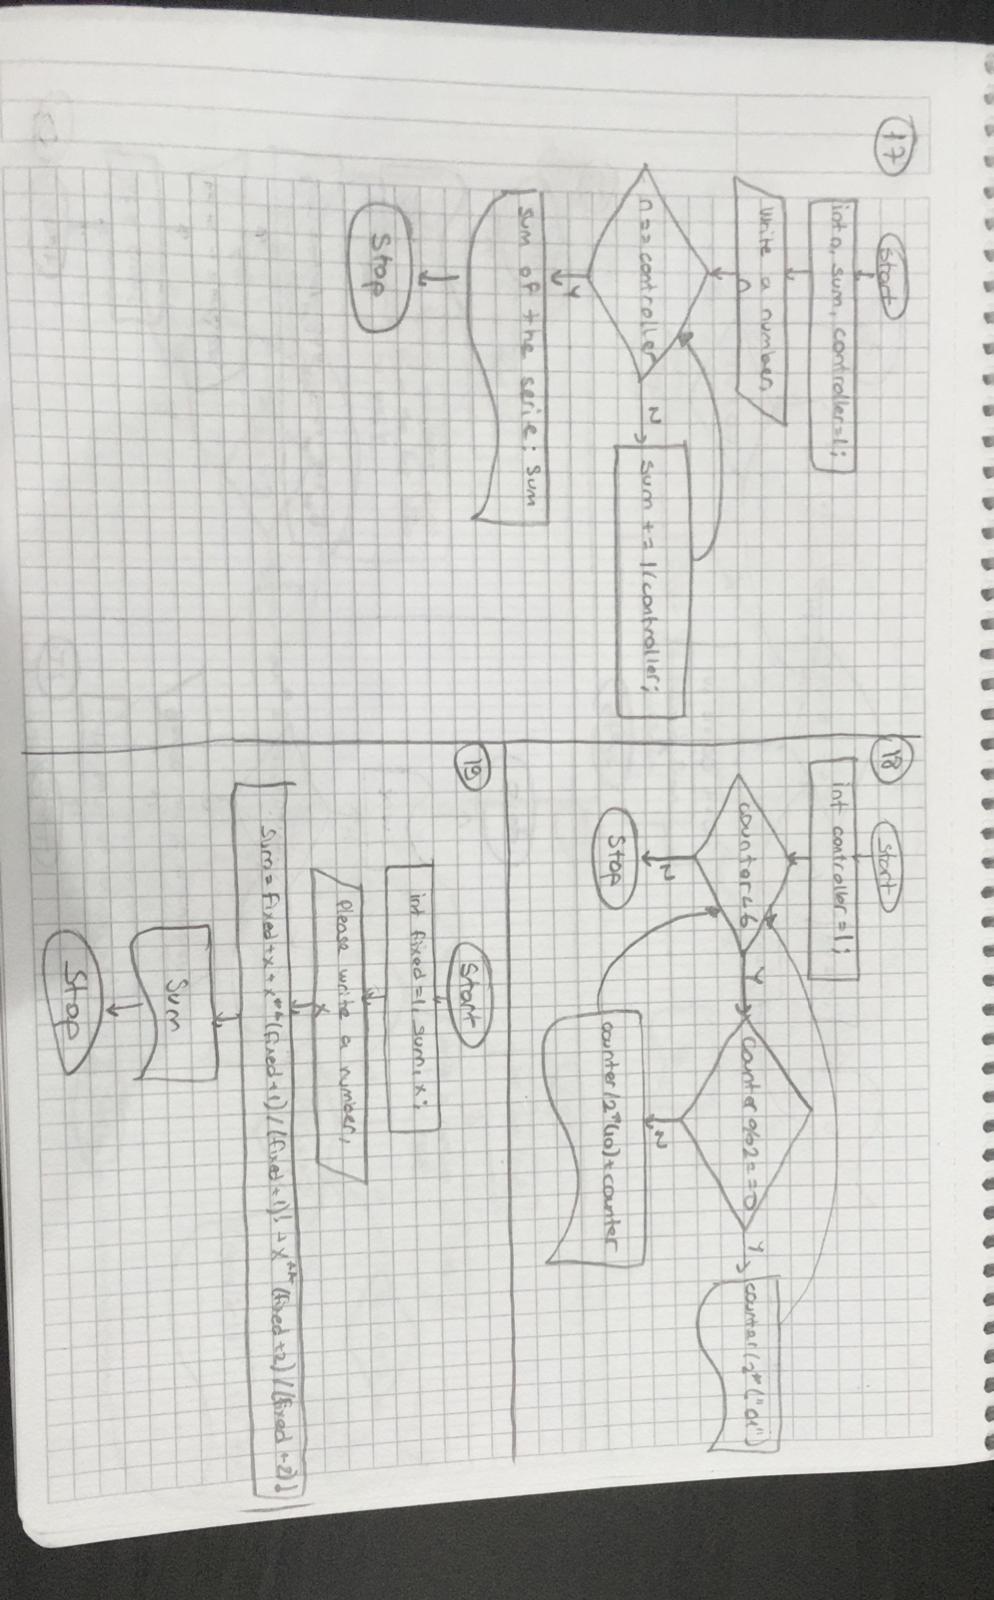 17
Start
int n, sum, controller=1;
Write a number,
n
n==controller
N
sum += 1/controller;
Y
sum of the serie: sum
Stop
18
Start
int controller=1;
counter<6
Y
counter%2==0
Y
counter/2*("01")
N
counter/2*(10)+counter
N
Stop
19
Start
int fixed=1, sum, x;
Please write a number,
x
Sum=fixed+x+x**(fixed+1)/(fixed+1)!+x**(fixed+2)/(fixed+2)!
Sum
Stop